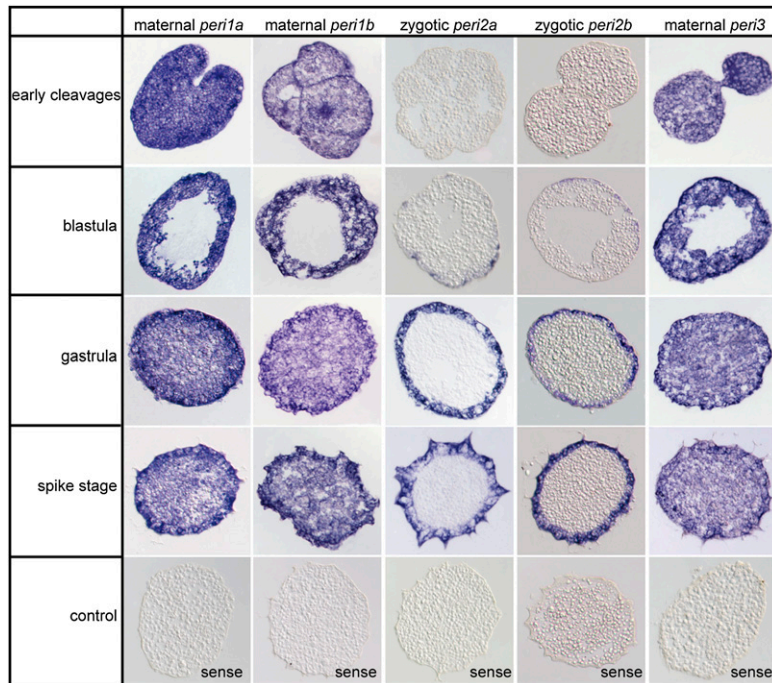 maternal peri1a
maternal peri1b
zygotic peri2a
zygotic peri2b
maternal peri3
early cleavages
blastula
gastrula
spike stage
control
sense
sense
sense
sense
sense